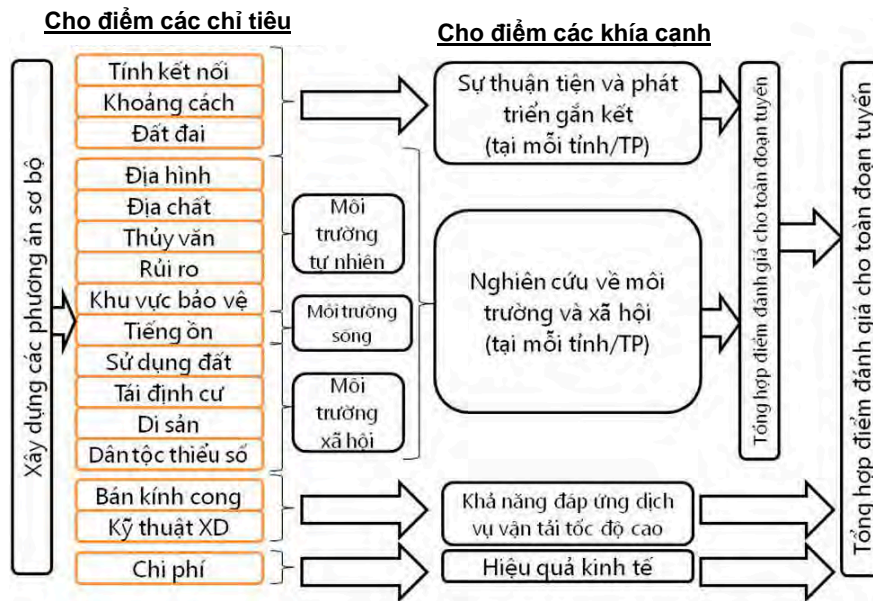 Cho điểm các chỉ tiêu
Cho điểm các khía cạnh
Xây dựng các phương án sơ bộ
Tính kết nối
Khoảng cách
Đất đai
Địa hình
Địa chất
Thủy văn
Rủi ro
Khu vực bảo vệ
Tiếng ồn
Sử dụng đất
Tái định cư
Di sản
Dân tộc thiểu số
Bán kính cong
Kỹ thuật XD
Chi phí
Môi
trường
tự nhiên
Môi trường
sống
Môi
trường
xã hội
Sự thuận tiện và phát
triển gắn kết
(tại mỗi tỉnh/TP)
Nghiên cứu về môi
trường và xã hội
(tại mỗi tỉnh/TP)
Khả năng đáp ứng dịch
vụ vận tải tốc độ cao
Hiệu quả kinh tế
Tổng hợp điểm đánh giá cho toàn đoạn tuyến
Tổng hợp điểm đánh giá cho toàn đoạn tuyến